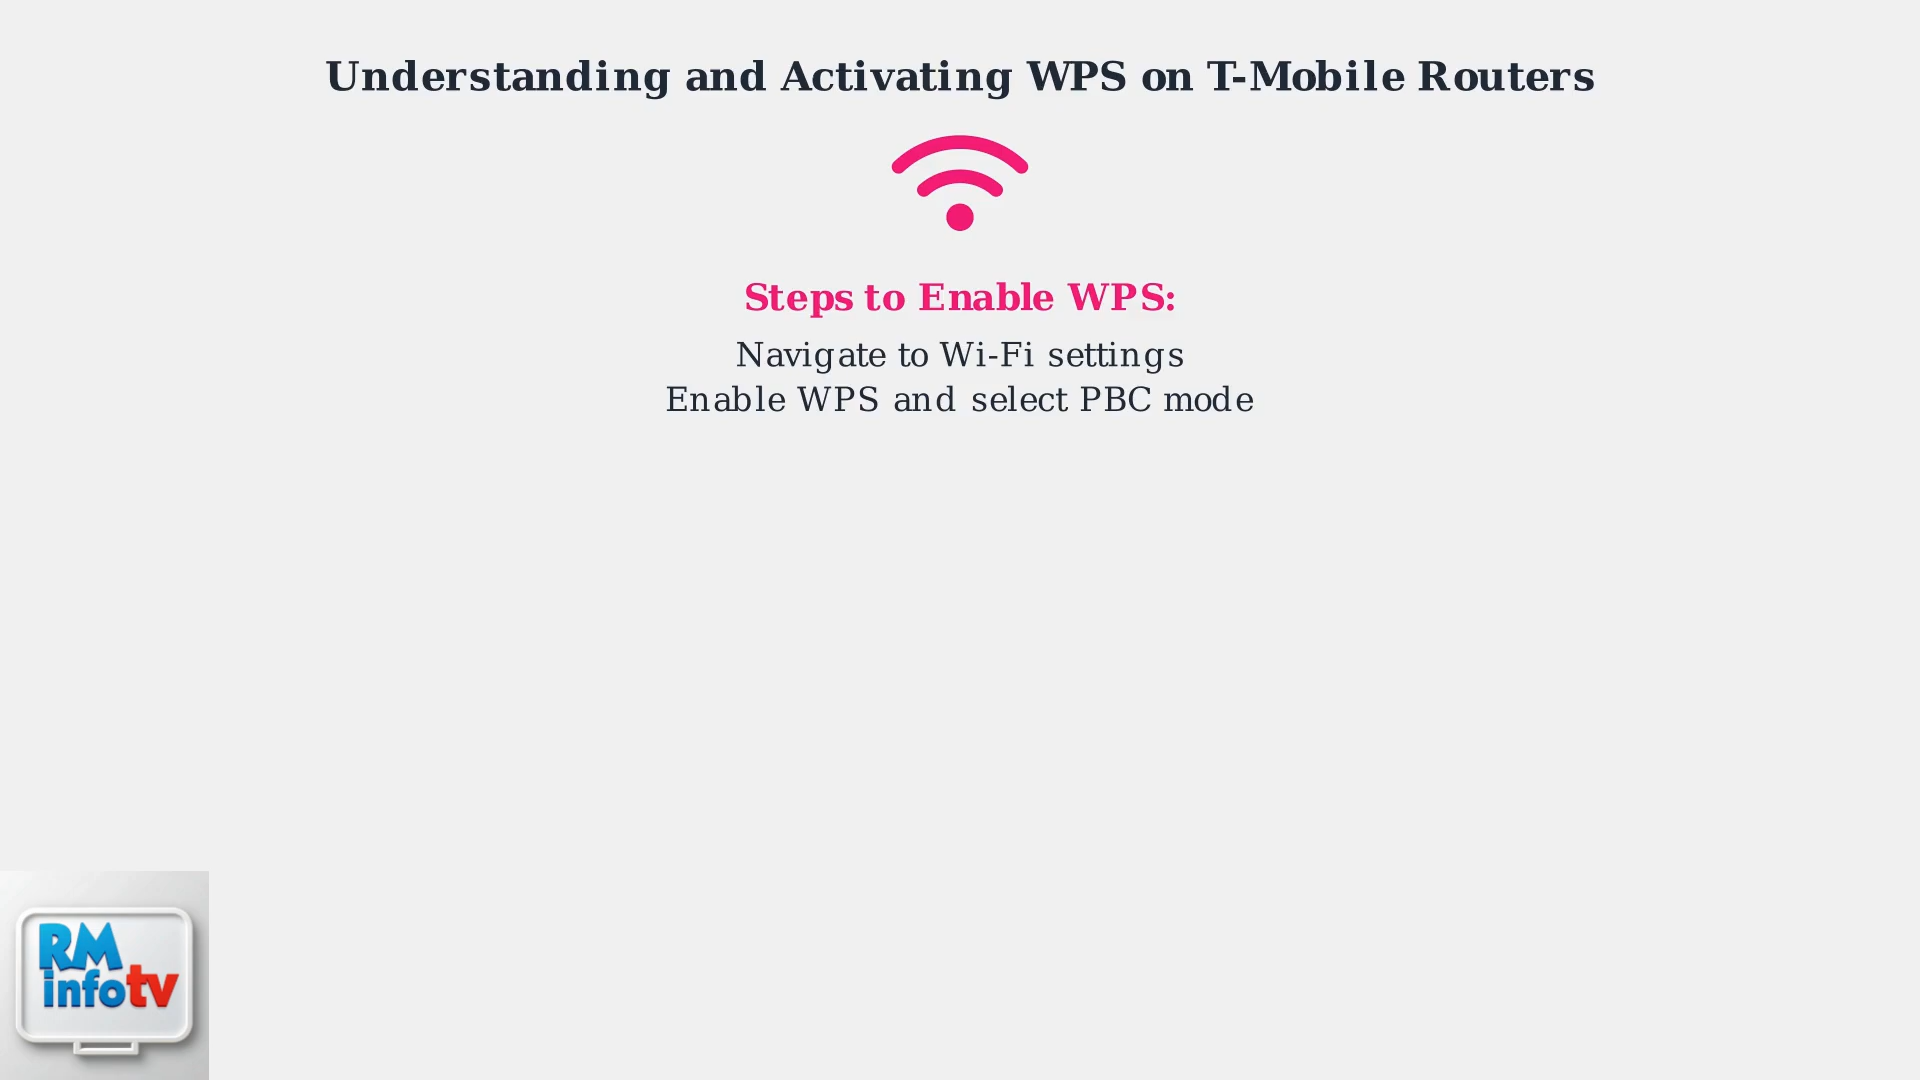 Understanding and Activating WPS on T-Mobile Routers
Steps to Enable WPS:
Navigate to Wi-Fi settings
Enable WPS and select PBC mode
RM
infotv